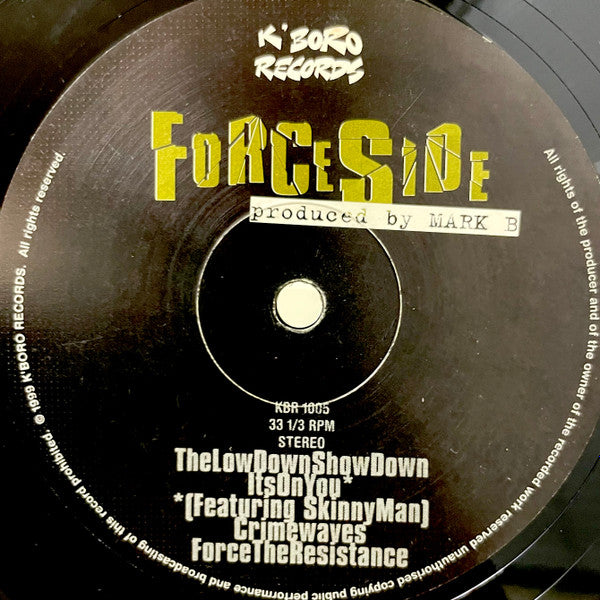 K'BORO
RECORDS
FORCESIDE
produced by MARK B
KBR 1005
33 1/3 RPM
STEREO
TheLowDownShowDown
ItsOnYou*
*(Featuring SkinnyMan)
Crimewaves
ForceTheResistance
All rights of the producer and of the owner of the recorded work reserved unauthorised copying public performance and broadcasting of this record prohibited. © 1999 K'BORO RECORDS. All rights reserved.